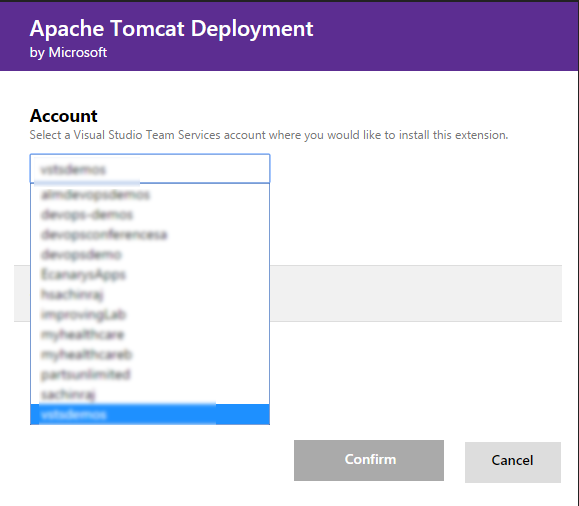 Apache Tomcat Deployment
by Microsoft
Account
Select a Visual Studio Team Services account where you would like to install this extension.
vstsdemos
almdevopsdemos
devops-demos
devopsconferencesa
devopsdemo
EcanarysApps
hsachinraj
improvingLab
myhealthcare
myhealthcareb
partsunlimited
sachinraj
vstsdemos
Confirm
Cancel